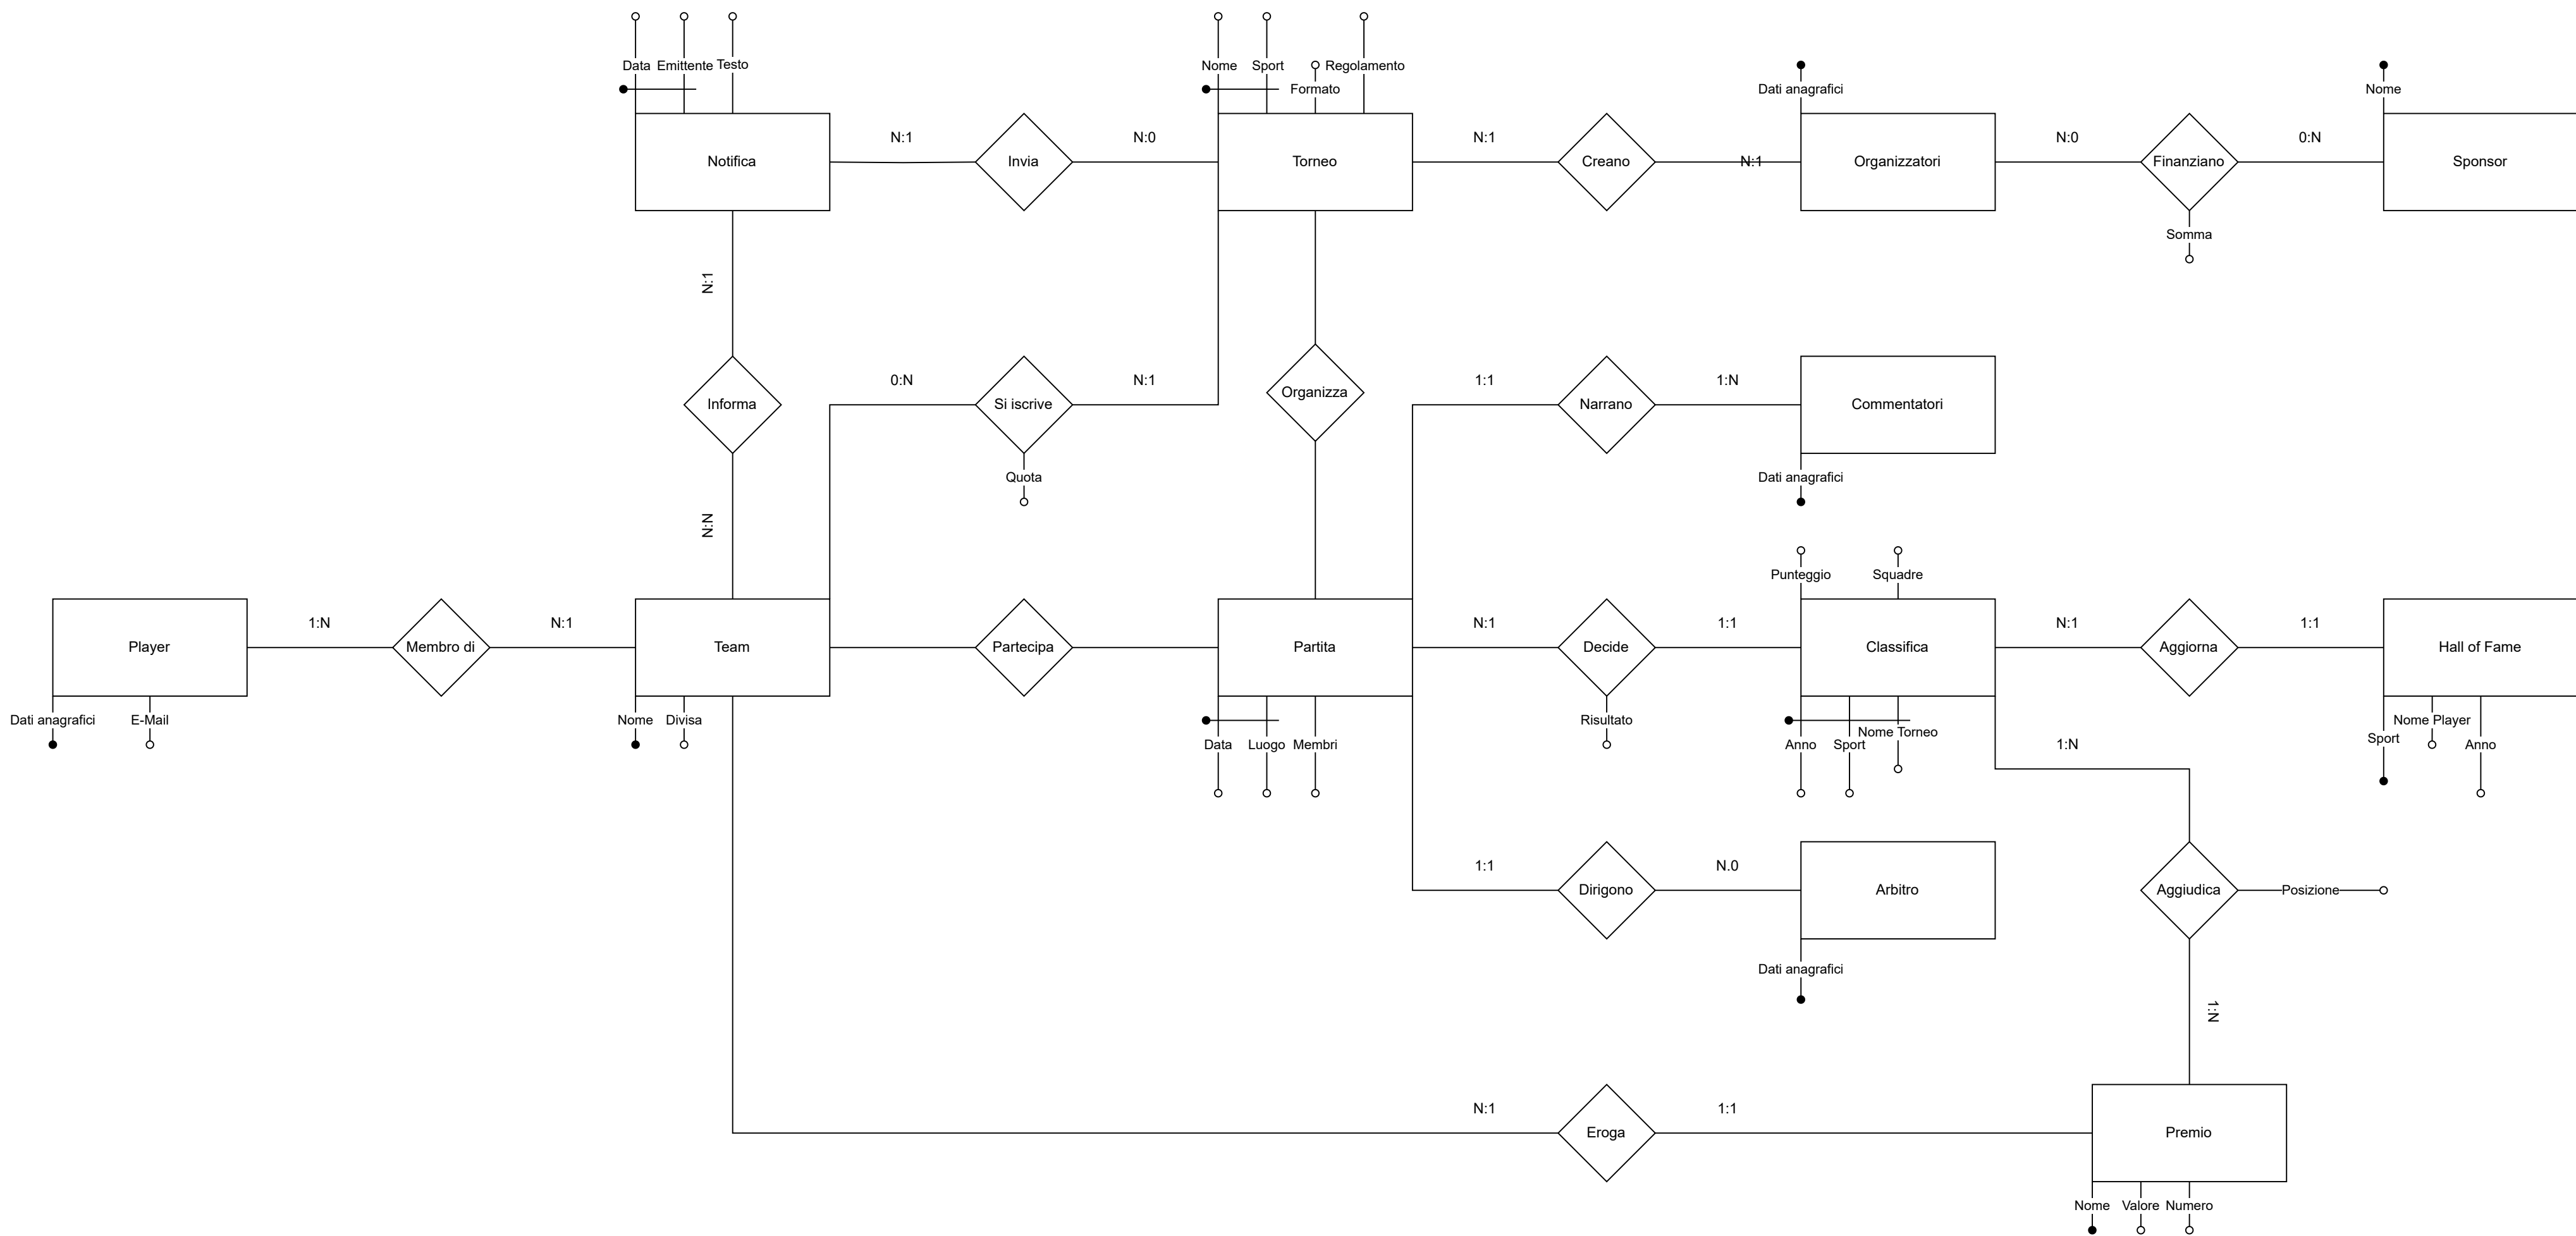 Data Emittente Testo
Nome Sport Regolamento
Formato
Dati anagrafici
Nome
N:1
N:0
N:1
N:0
0:N
Notifica
Invia
Torneo
Creano
N:1
Organizzatori
Finanziano
Sponsor
Somma
N:1
0:N
N:1
1:1
1:N
Informa
Si iscrive
Organizza
Narrano
Commentatori
Quota
Dati anagrafici
N:N
Punteggio
Squadre
1:N
N:1
N:1
1:1
N:1
1:1
Player
Membro di
Team
Partecipa
Partita
Decide
Classifica
Aggiorna
Hall of Fame
Dati anagrafici
E-Mail
Nome
Divisa
Risultato
Nome Torneo
Nome Player
Sport
Data
Luogo
Membri
Anno
Sport
1:N
Anno
1:1
N.0
Dirigono
Arbitro
Aggiudica
Posizione
Dati anagrafici
1:N
N:1
1:1
Eroga
Premio
Nome
Valore
Numero